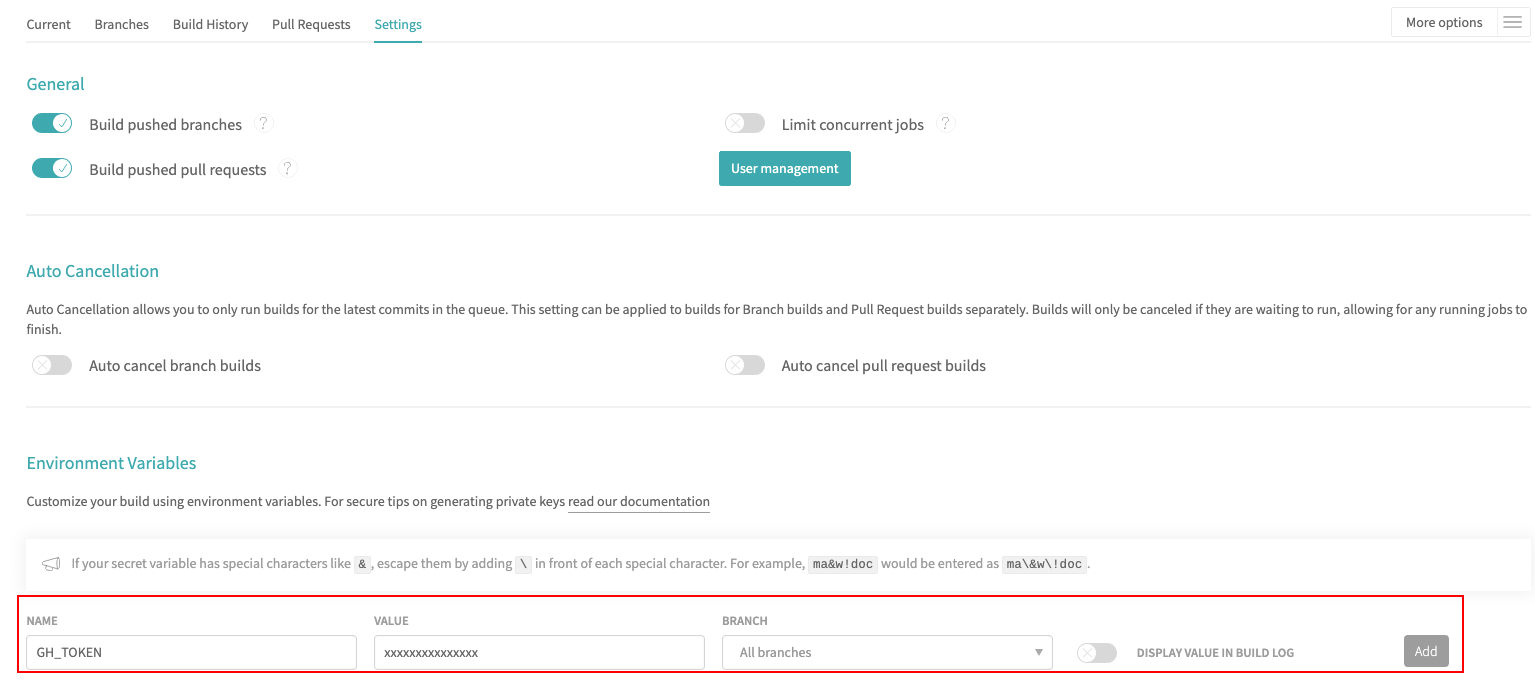 Current Branches Build History Pull Requests Settings More options
General
Build pushed branches ? Limit concurrent jobs ?
Build pushed pull requests ? User management
Auto Cancellation
Auto Cancellation allows you to only run builds for the latest commits in the queue. This setting can be applied to builds for Branch builds and Pull Request builds separately. Builds will only be canceled if they are waiting to run, allowing for any running jobs to
finish.
Auto cancel branch builds Auto cancel pull request builds
Environment Variables
Customize your build using environment variables. For secure tips on generating private keys read our documentation
If your secret variable has special characters like &, escape them by adding \ in front of each special character. For example, ma&w!doc would be entered as ma\&w\!doc.
NAME VALUE BRANCH
GH_TOKEN xxxxxxxxxxxxxxx All branches DISPLAY VALUE IN BUILD LOG Add